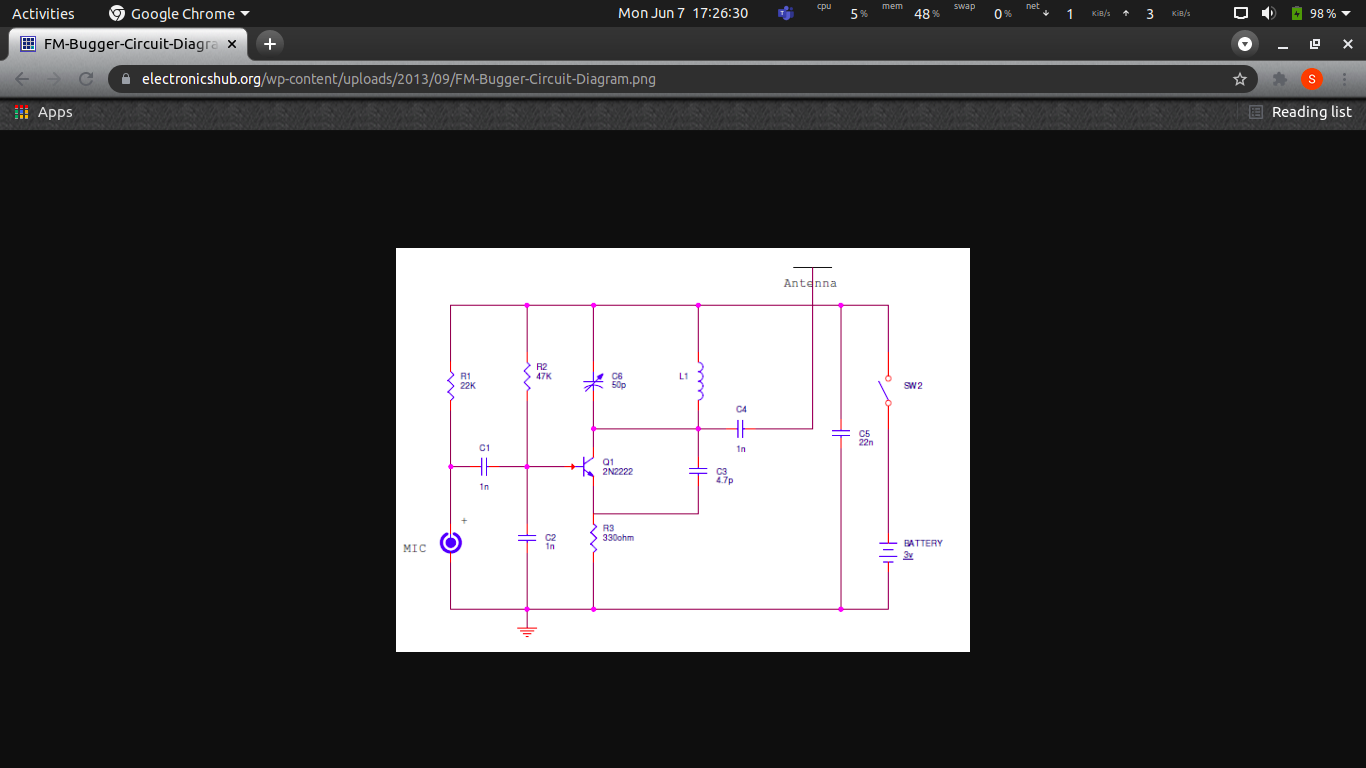 Activities
Google Chrome
Mon Jun 7 17:26:30
cpu 5 % mem 48 % swap 0 % net 1 KiB/s 3 KiB/s
98 %
FM-Bugger-Circuit-Diagra
electronicshub.org/wp-content/uploads/2013/09/FM-Bugger-Circuit-Diagram.png
S
Apps
Reading list
Antenna
R1
22K
R2
47K
C6
50p
L1
SW2
C4
1n
C5
22n
C1
1n
Q1
2N2222
C3
4.7p
+
MIC
C2
1n
R3
330ohm
BATTERY
3v